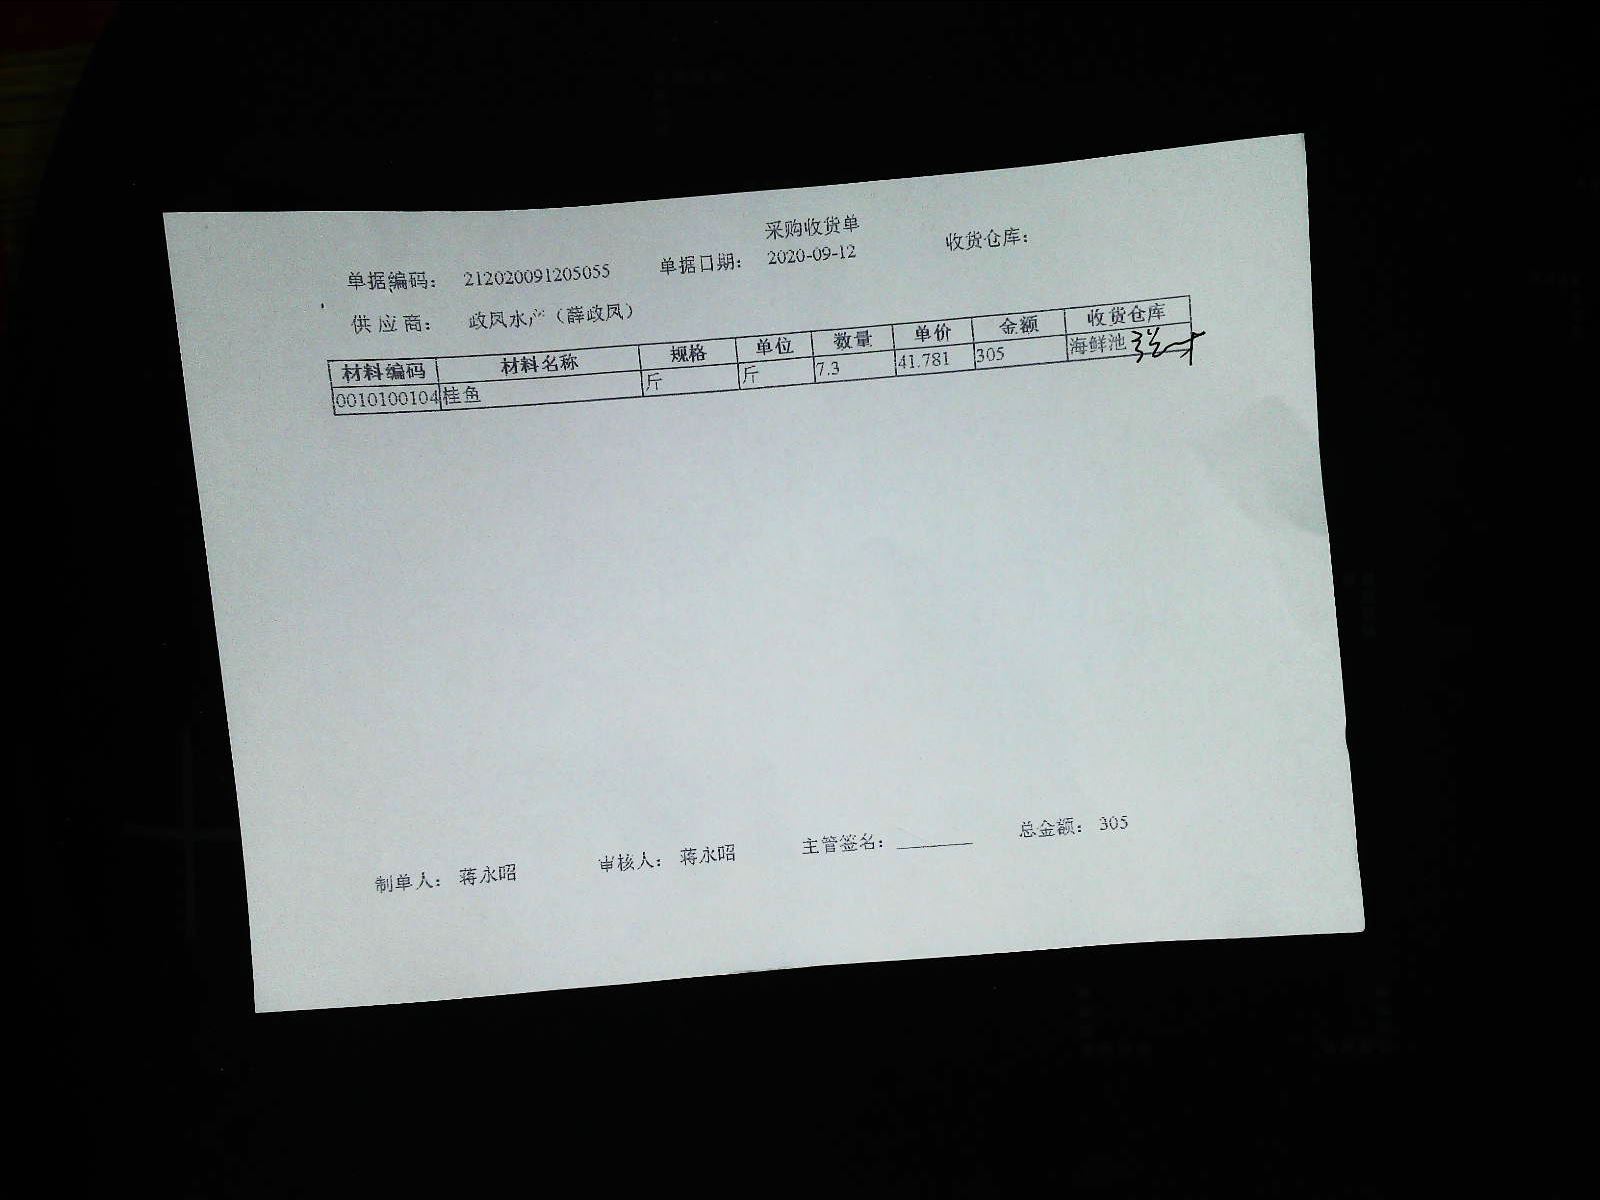 采购收货单
单据编码： 212020091205055 单据日期： 2020-09-12 收货仓库：
供应商： 政凤水产（薛政凤）
材料编码 材料名称 规格 单位 数量 单价 金额 收货仓库
0010100104 桂鱼 斤 斤 7.3 41.781 305 海鲜池
制单人： 蒋永昭 审核人： 蒋永昭 主管签名： 总金额： 305